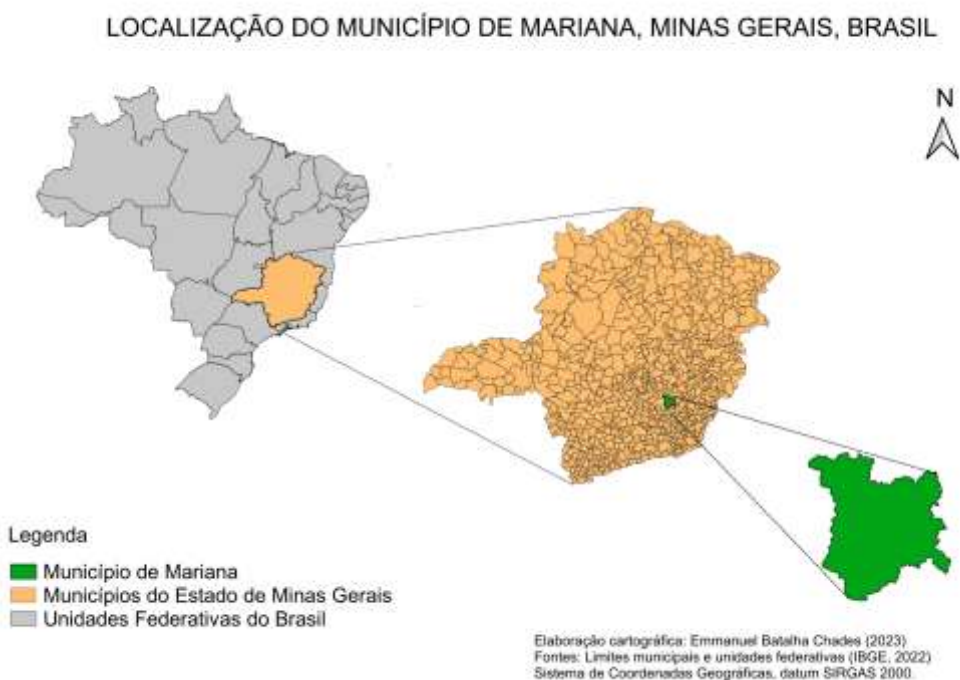 LOCALIZAÇÃO DO MUNICÍPIO DE MARIANA, MINAS GERAIS, BRASIL
N
Legenda
Município de Mariana
Municípios do Estado de Minas Gerais
Unidades Federativas do Brasil
Elaboração cartográfica: Emmanuel Batalha Chades (2023)
Fontes: Limites municipais e unidades federativas (IBGE, 2022)
Sistema de Coordenadas Geográficas, datum SIRGAS 2000.